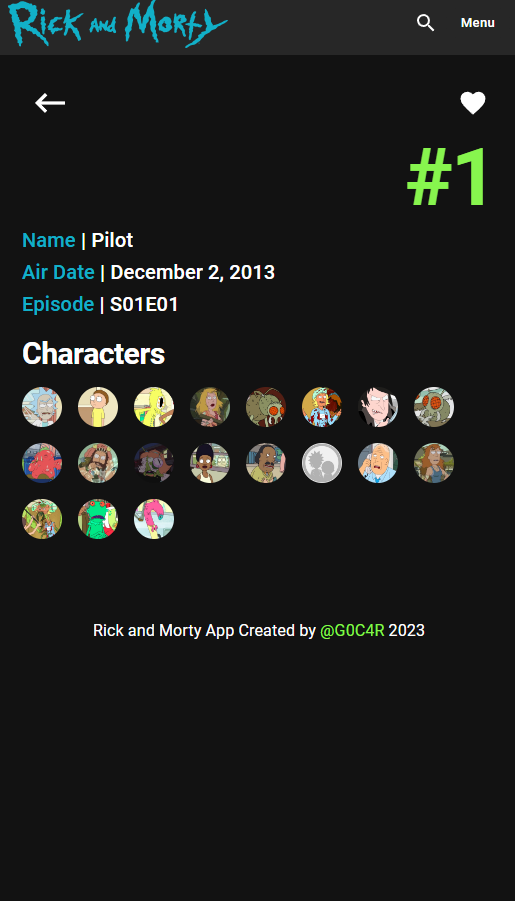 Rick and Morty
Menu
#1
Name | Pilot
Air Date | December 2, 2013
Episode | S01E01
Characters
Rick and Morty App Created by @G0C4R 2023